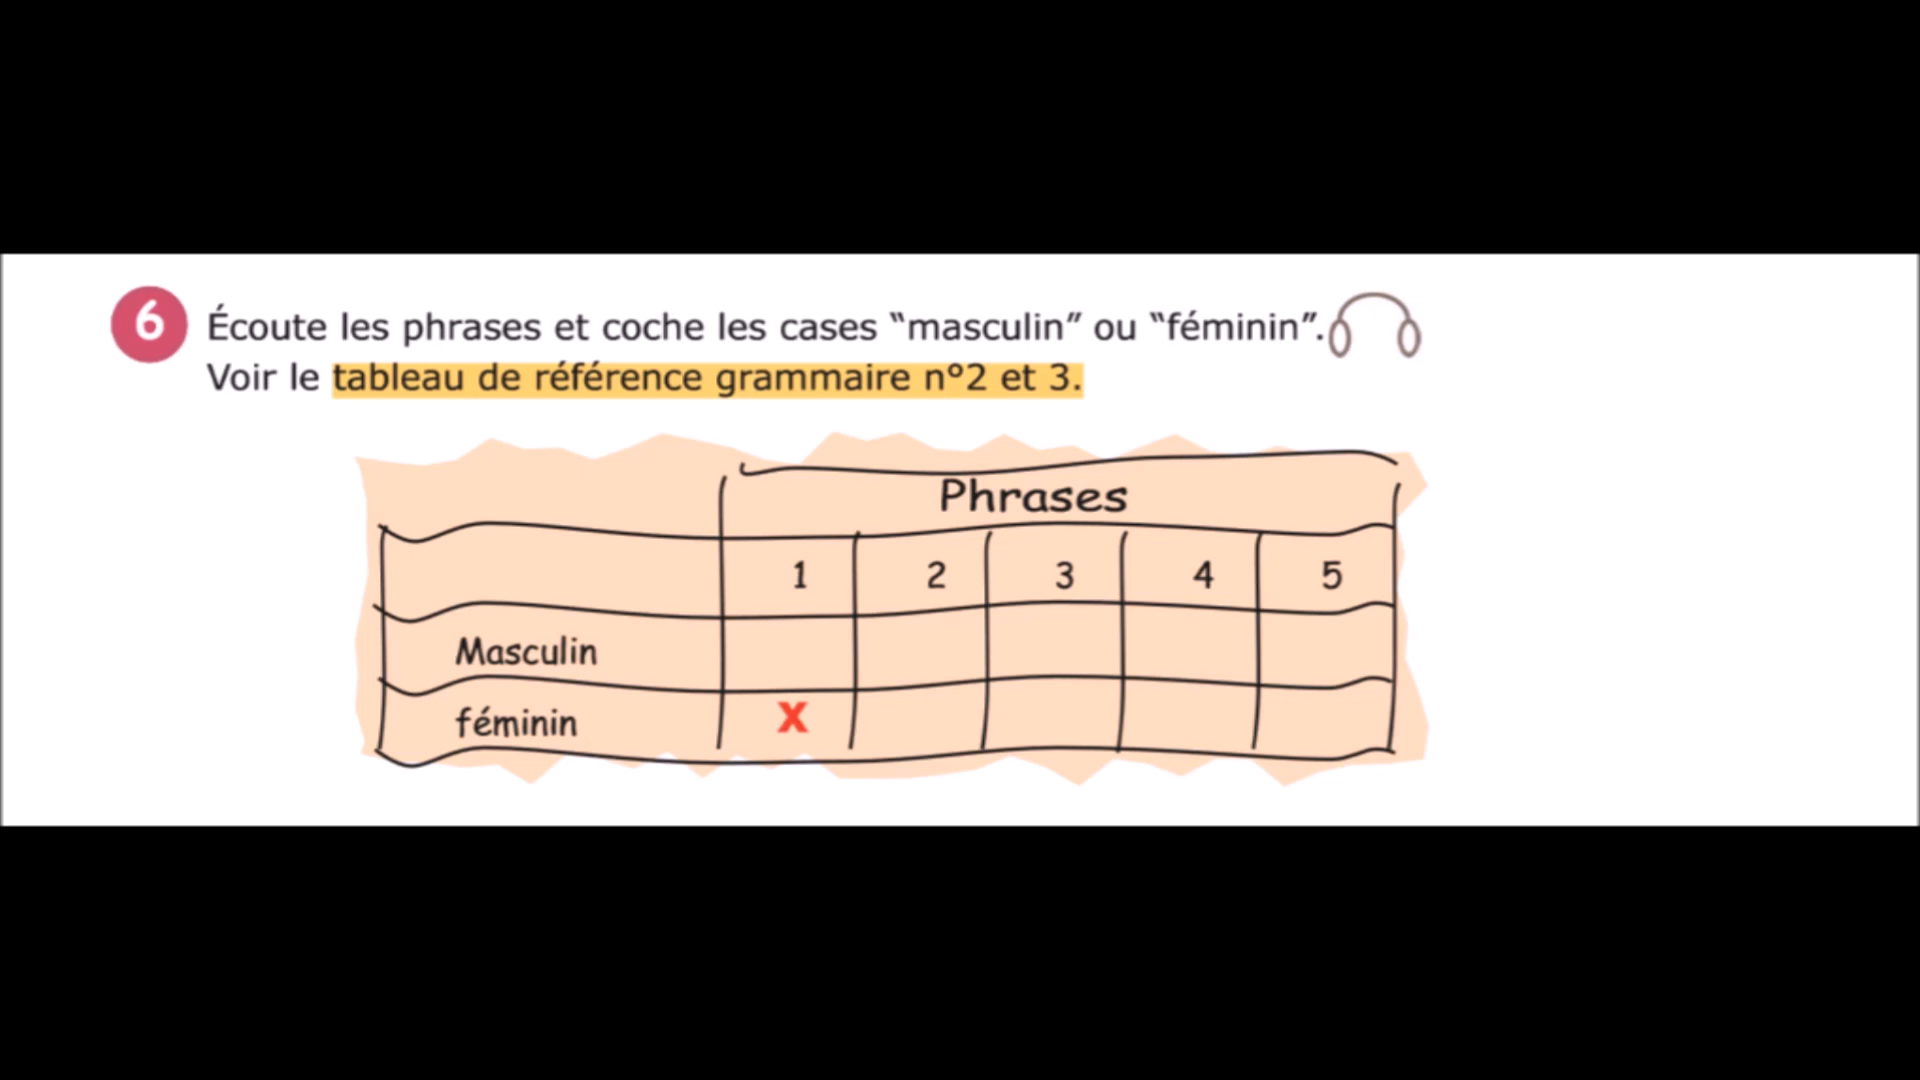 6 Écoute les phrases et coche les cases “masculin” ou “féminin”.
Voir le tableau de référence grammaire n°2 et 3.
Phrases
1 2 3 4 5
Masculin
féminin X